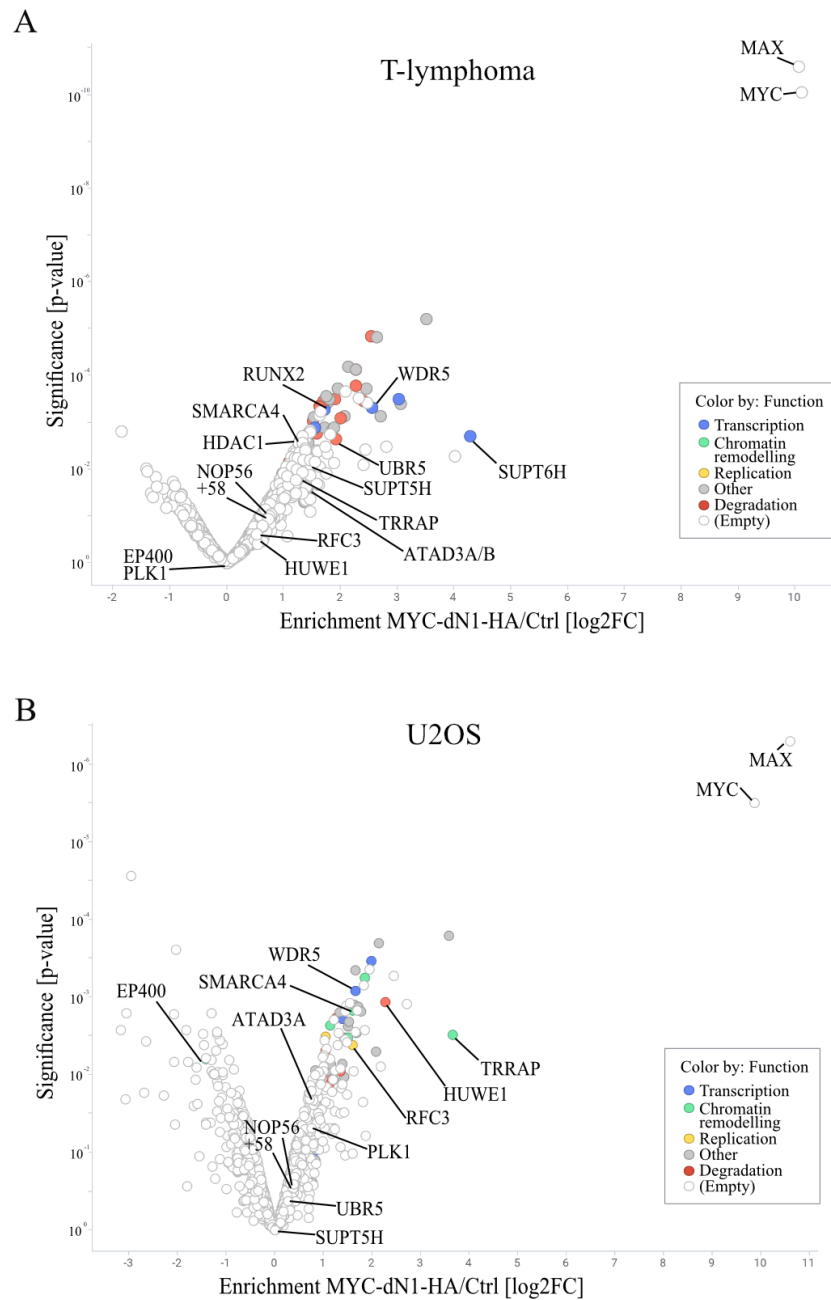 A
T-lymphoma
MAX
MYC
10-10
10-8
10-6
10-4
10-2
10°
Significance [p-value]
RUNX2
WDR5
SMARCA4
HDAC1
NOP56
+58
UBR5
SUPT5H
SUPT6H
TRRAP
RFC3
ATAD3A/B
HUWE1
EP400
PLK1
Color by: Function
Transcription
Chromatin
remodelling
Replication
Other
Degradation
(Empty)
-2 -1 0 1 2 3 4 5 6 7 8 9 10
Enrichment MYC-dN1-HA/Ctrl [log2FC]
B
U2OS
MAX
MYC
10-6
10-5
10-4
10-3
10-2
10-1
10°
Significance [p-value]
WDR5
SMARCA4
EP400
ATAD3A
TRRAP
HUWE1
RFC3
NOP56
+58
PLK1
UBR5
SUPT5H
Color by: Function
Transcription
Chromatin
remodelling
Replication
Other
Degradation
(Empty)
-3 -2 -1 0 1 2 3 4 5 6 7 8 9 10 11
Enrichment MYC-dN1-HA/Ctrl [log2FC]